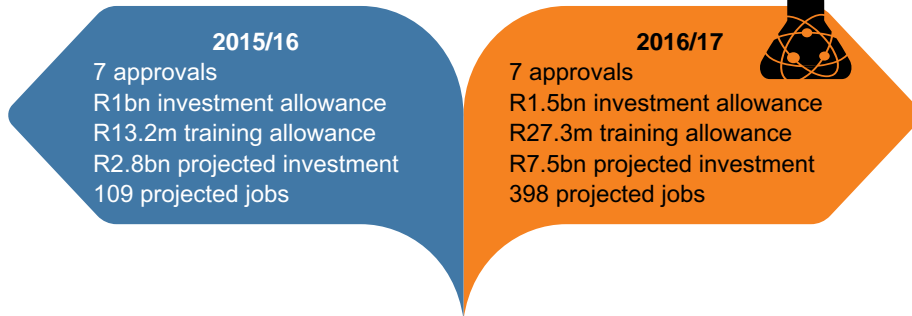 2015/16
7 approvals
R1bn investment allowance
R13.2m training allowance
R2.8bn projected investment
109 projected jobs
2016/17
7 approvals
R1.5bn investment allowance
R27.3m training allowance
R7.5bn projected investment
398 projected jobs